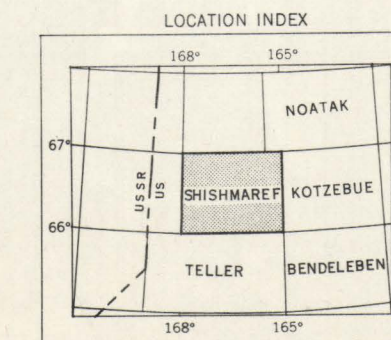 LOCATION INDEX
168° 165°
NOATAK
67°
USSR
US
SHISHMAREF KOTZEBUE
66°
TELLER BENDELEBEN
168° 165°